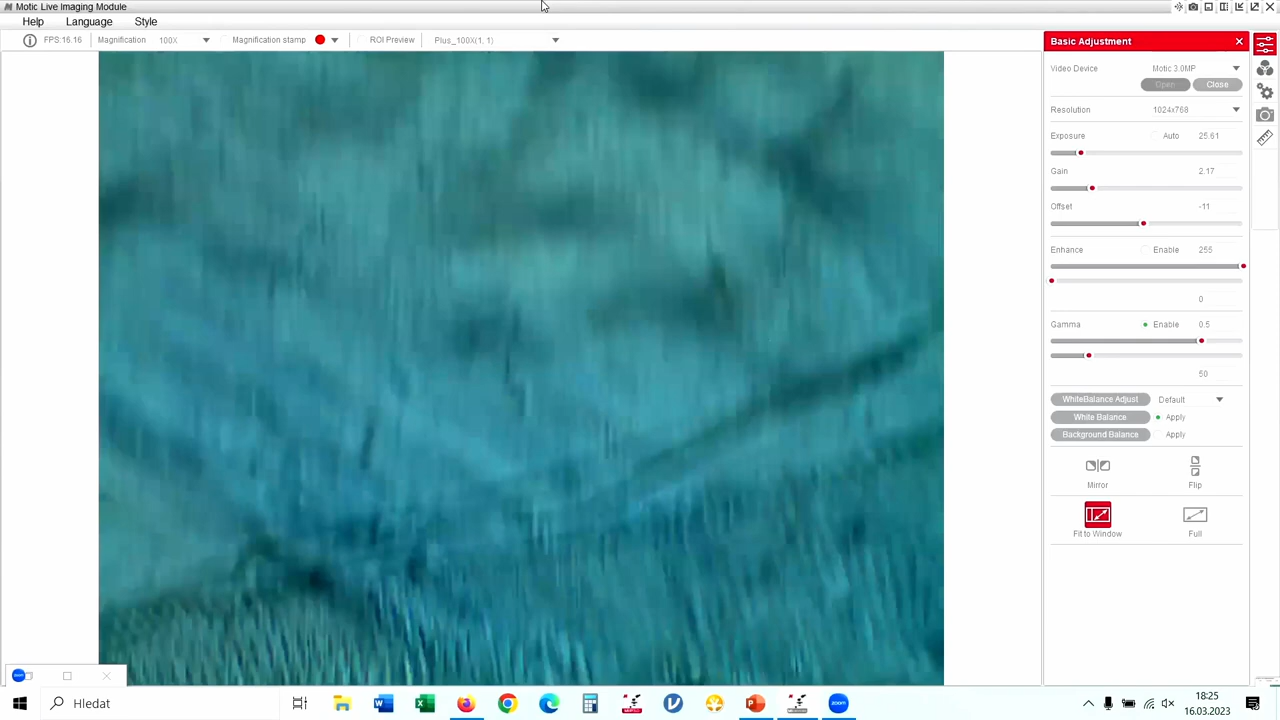 Motic Live Imaging Module
Help Language Style
FPS:16.16 Magnification 100X Magnification stamp ROI Preview Plus_100X(1, 1)
Basic Adjustment
Video Device Motic 3.0MP
Open Close
Resolution 1024x768
Exposure Auto 25.61
Gain 2.17
Offset -11
Enhance Enable 255
0
Gamma Enable 0.5
50
WhiteBalance Adjust Default
White Balance Apply
Background Balance Apply
Mirror Flip
Fit to Window Full
zoom
Hledat
zoom
18:25
16.03.2023